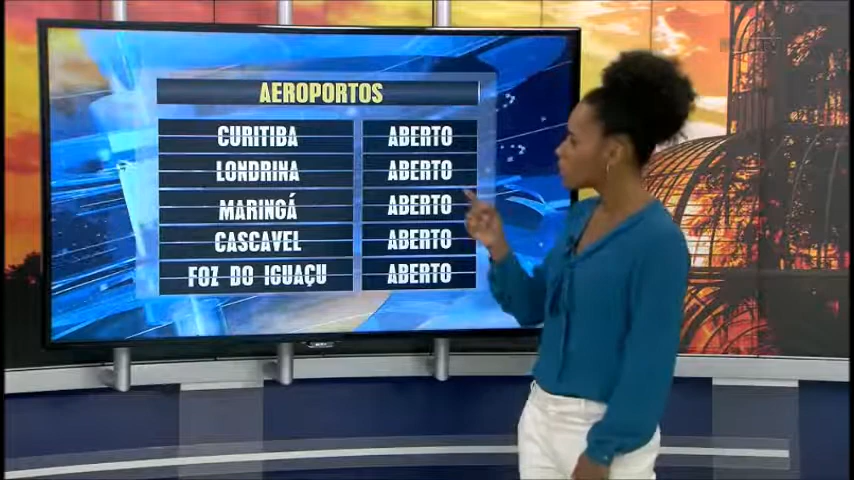 AEROPORTOS
CURITIBA ABERTO
LONDRINA ABERTO
MARINGÁ ABERTO
CASCAVEL ABERTO
FOZ DO IGUAÇU ABERTO